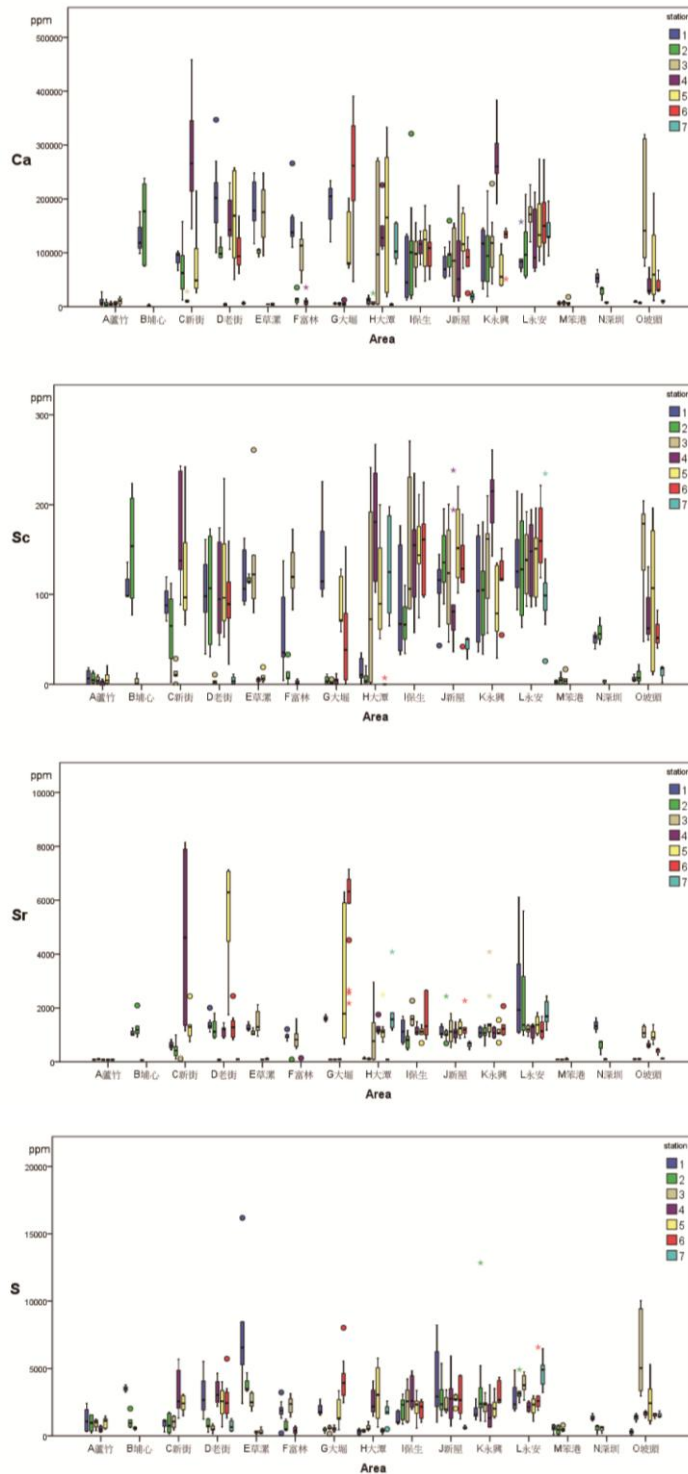 ppm
station
500000
1
2
400000
3
4
300000
5
6
Ca
7
200000
100000
0
A蘆竹 B埔心 C新街 D老街 E草漯 F富林 G大堀 H大潭 I保生 J新屋 K永興 L永安 M笨港 N深圳 O坡頭
Area
ppm
station
300
1
2
3
4
200
5
6
Sc
7
100
0
A蘆竹 B埔心 C新街 D老街 E草漯 F富林 G大堀 H大潭 I保生 J新屋 K永興 L永安 M笨港 N深圳 O坡頭
Area
ppm
station
10000
1
2
8000
3
4
6000
5
6
Sr
7
4000
2000
0
A蘆竹 B埔心 C新街 D老街 E草漯 F富林 G大堀 H大潭 I保生 J新屋 K永興 L永安 M笨港 N深圳 O坡頭
Area
ppm
station
20000
1
2
3
15000
4
5
6
S
7
10000
5000
0
A蘆竹 B埔心 C新街 D老街 E草漯 F富林 G大堀 H大潭 I保生 J新屋 K永興 L永安 M笨港 N深圳 O坡頭
Area